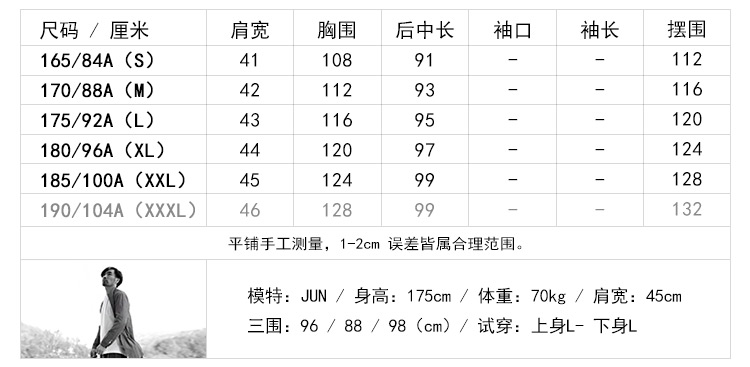 尺码 / 厘米 肩宽 胸围 后中长 袖口 袖长 摆围
165/84A（S） 41 108 91 - - 112
170/88A（M） 42 112 93 - - 116
175/92A（L） 43 116 95 - - 120
180/96A（XL） 44 120 97 - - 124
185/100A（XXL） 45 124 99 - - 128
190/104A（XXXL） 46 128 99 - - 132
平铺手工测量，1-2cm 误差皆属合理范围。
模特：JUN / 身高：175cm / 体重：70kg / 肩宽：45cm
三围：96 / 88 / 98（cm）/ 试穿：上身L- 下身L